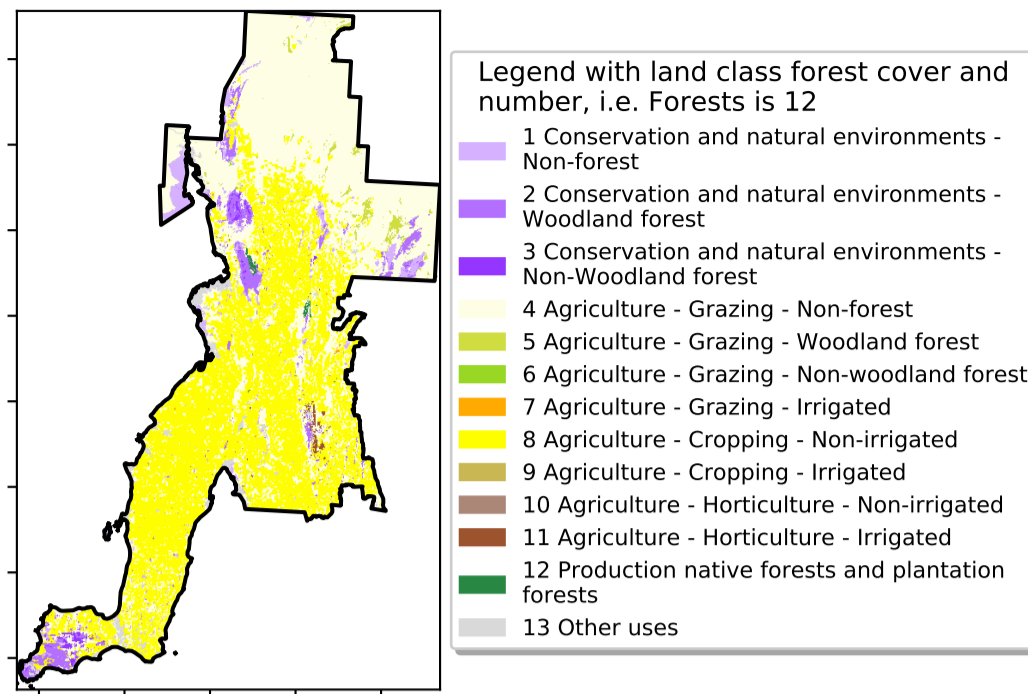 Legend with land class forest cover and
number, i.e. Forests is 12
1 Conservation and natural environments -
Non-forest
2 Conservation and natural environments -
Woodland forest
3 Conservation and natural environments -
Non-Woodland forest
4 Agriculture - Grazing - Non-forest
5 Agriculture - Grazing - Woodland forest
6 Agriculture - Grazing - Non-woodland forest
7 Agriculture - Grazing - Irrigated
8 Agriculture - Cropping - Non-irrigated
9 Agriculture - Cropping - Irrigated
10 Agriculture - Horticulture - Non-irrigated
11 Agriculture - Horticulture - Irrigated
12 Production native forests and plantation
forests
13 Other uses